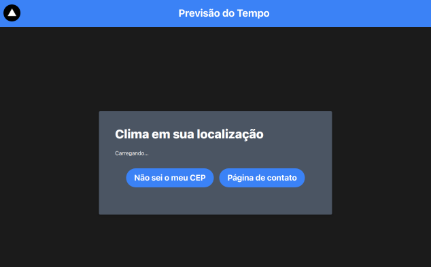 Previsão do Tempo
Clima em sua localização
Carregando...
Não sei o meu CEP
Página de contato